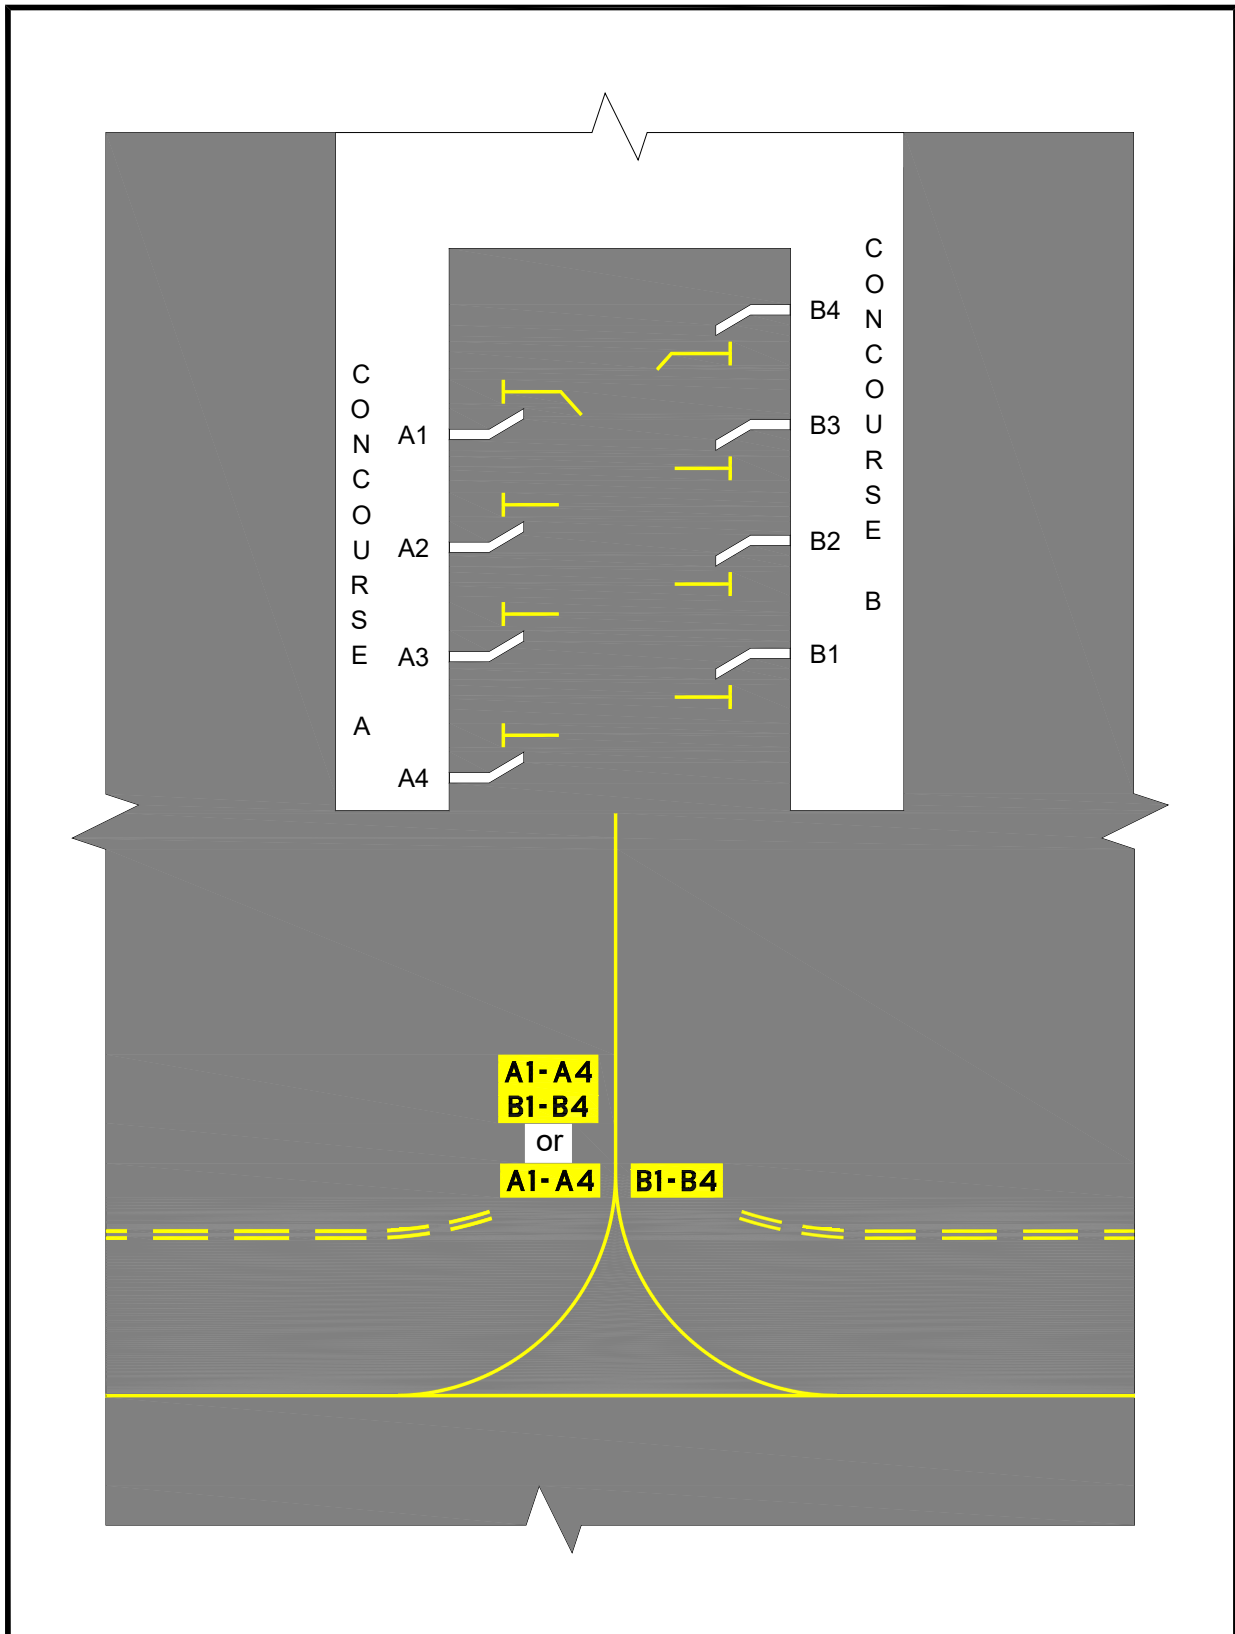 CONCOURSE A
CONCOURSE B
B4
A1
B3
A2
B2
A3
B1
A4
A1-A4
B1-B4
or
A1-A4 B1-B4